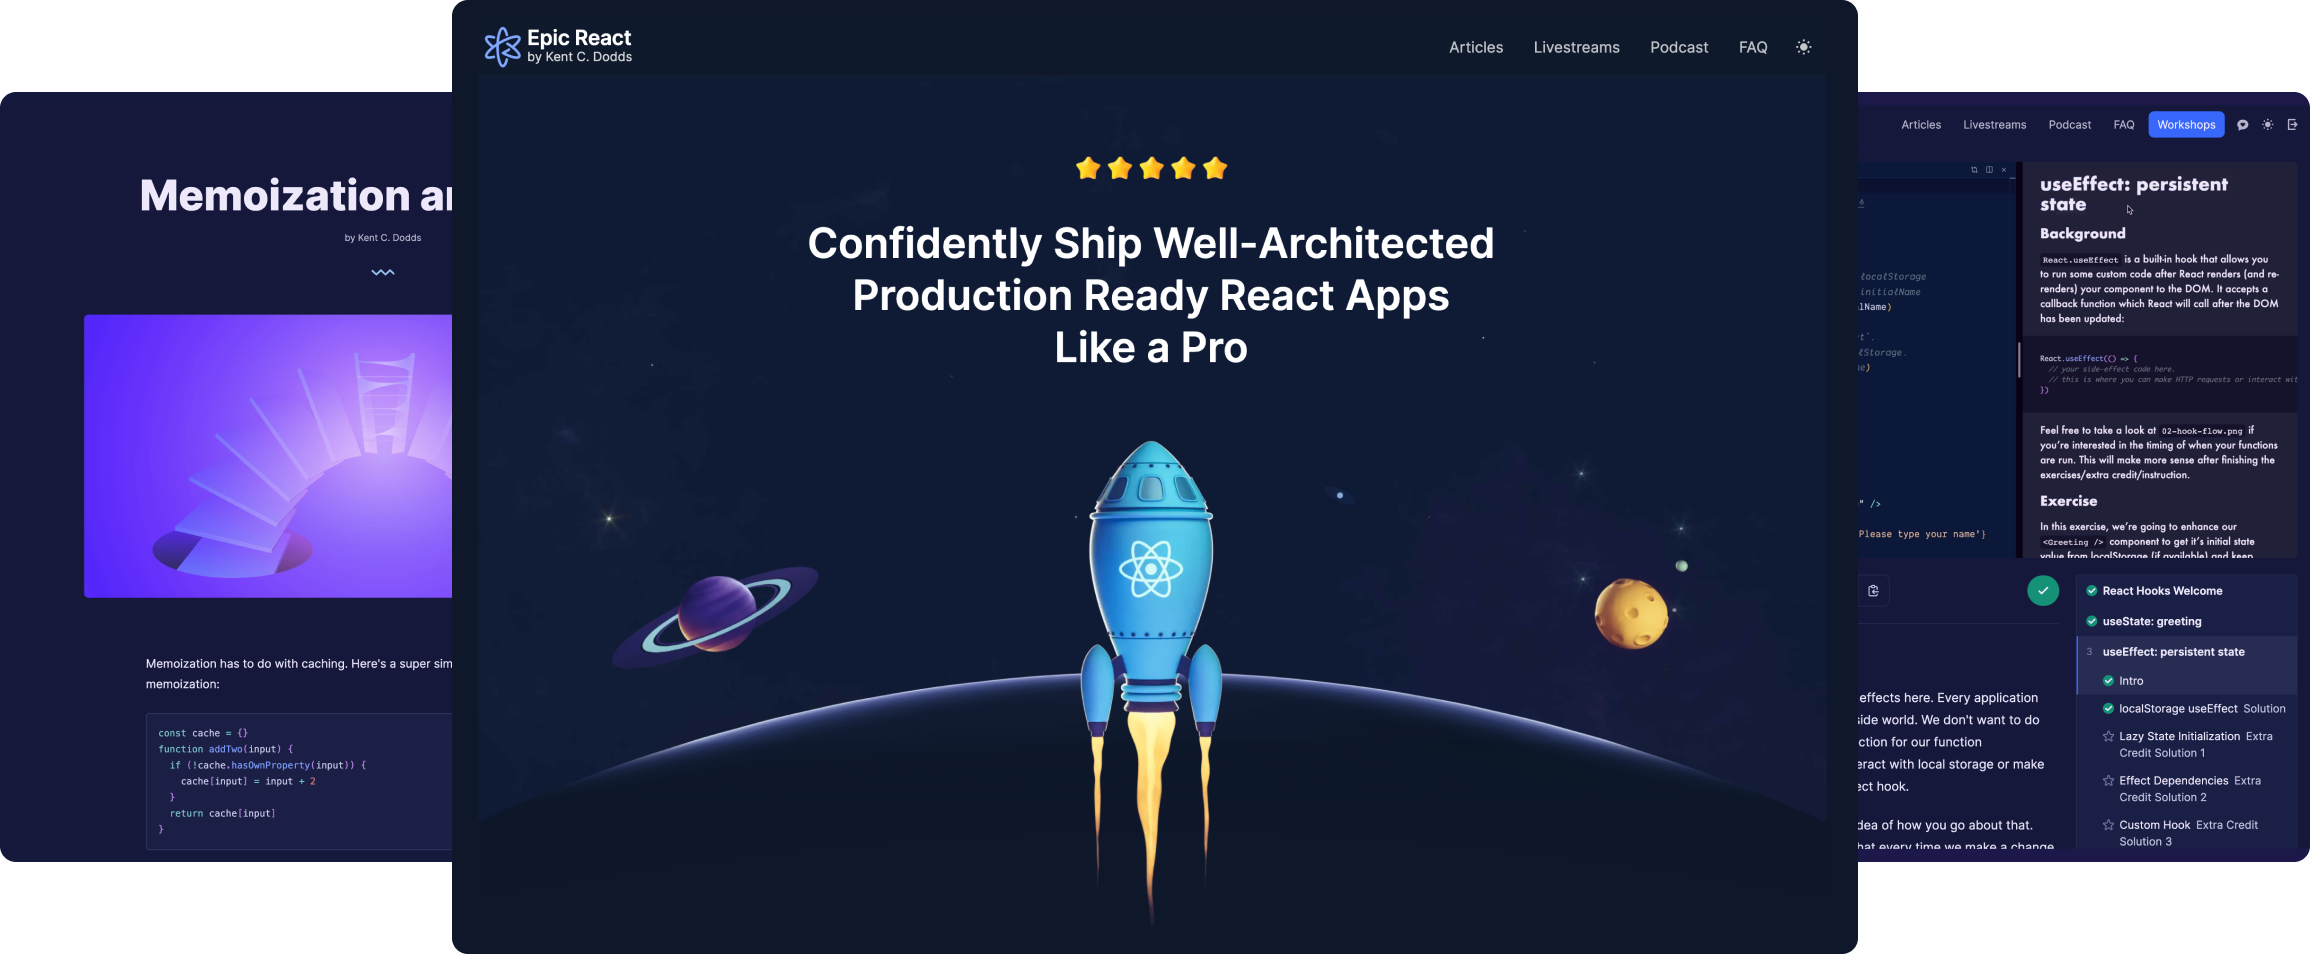 Memoization
by Kent C. Dodds
Memoization has to do with caching. Here's a super
memoization:
const cache = {}
function addTwo(input) {
if (!cache.hasOwnProperty(input)) {
cache[input] = input + 2
}
return cache[input]
}
Epic React
by Kent C. Dodds
Articles
Livestreams
Podcast
FAQ
Confidently Ship Well-Architected
Production Ready React Apps
Like a Pro
Articles
Livestreams
Podcast
FAQ
Workshops
localStorage
initialName
lName)
t`.
lStorage.
e)
" />
Please type your name'}
useEffect: persistent
state
Background
React.useEffect is a built-in hook that allows you
to run some custom code after React renders (and re-
renders) your component to the DOM. It accepts a
callback function which React will call after the DOM
has been updated:
React.useEffect(() => {
// your side-effect code here.
// this is where you can make HTTP requests or interact wit
})
Feel free to take a look at 02-hook-flow.png if
you're interested in the timing of when your functions
are run. This will make more sense after finishing the
exercises/extra credit/instruction.
Exercise
In this exercise, we're going to enhance our
<Greeting /> component to get it's initial state
value from localStorage (if available) and keep
effects here. Every application
side world. We don't want to do
ction for our function
eract with local storage or make
ect hook.
dea of how you go about that.
hat every time we make a change
React Hooks Welcome
useState: greeting
3 useEffect: persistent state
Intro
localStorage useEffect Solution
Lazy State Initialization Extra
Credit Solution 1
Effect Dependencies Extra
Credit Solution 2
Custom Hook Extra Credit
Solution 3